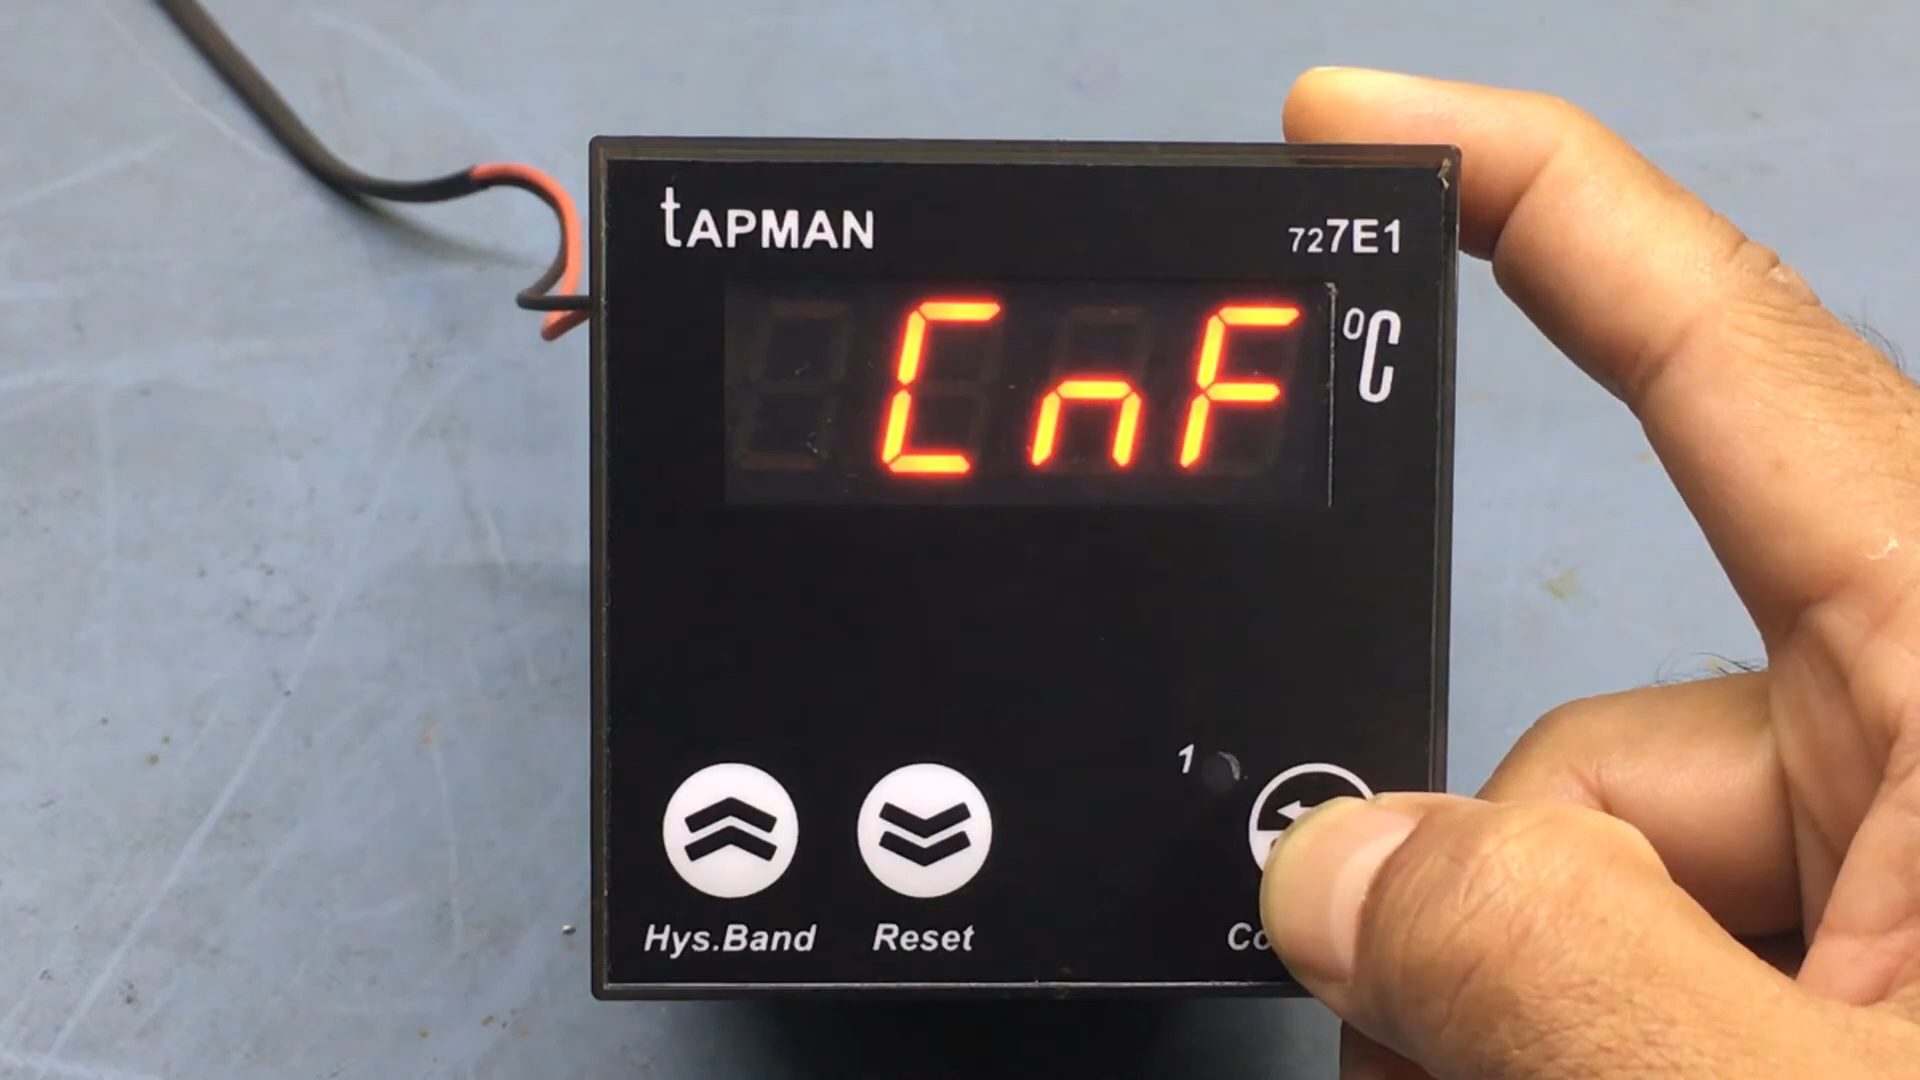 tAPMAN
727E1
CnF
°C
1
Hys.Band
Reset